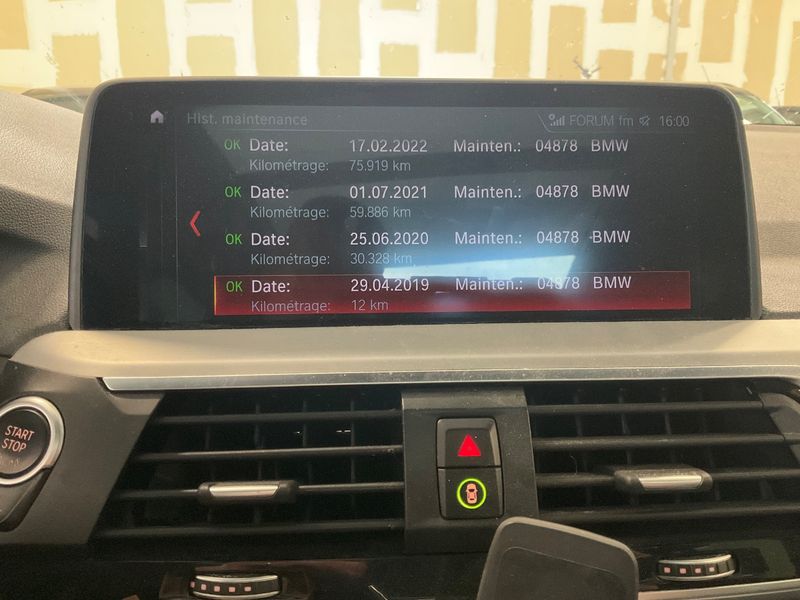 Hist. maintenance FORUM fm 16:00
OK Date: 17.02.2022 Mainten.: 04878 BMW
Kilométrage: 75.919 km
OK Date: 01.07.2021 Mainten.: 04878 BMW
Kilométrage: 59.886 km
OK Date: 25.06.2020 Mainten.: 04878 BMW
Kilométrage: 30.328 km
OK Date: 29.04.2019 Mainten.: 04878 BMW
Kilométrage: 12 km
START
STOP